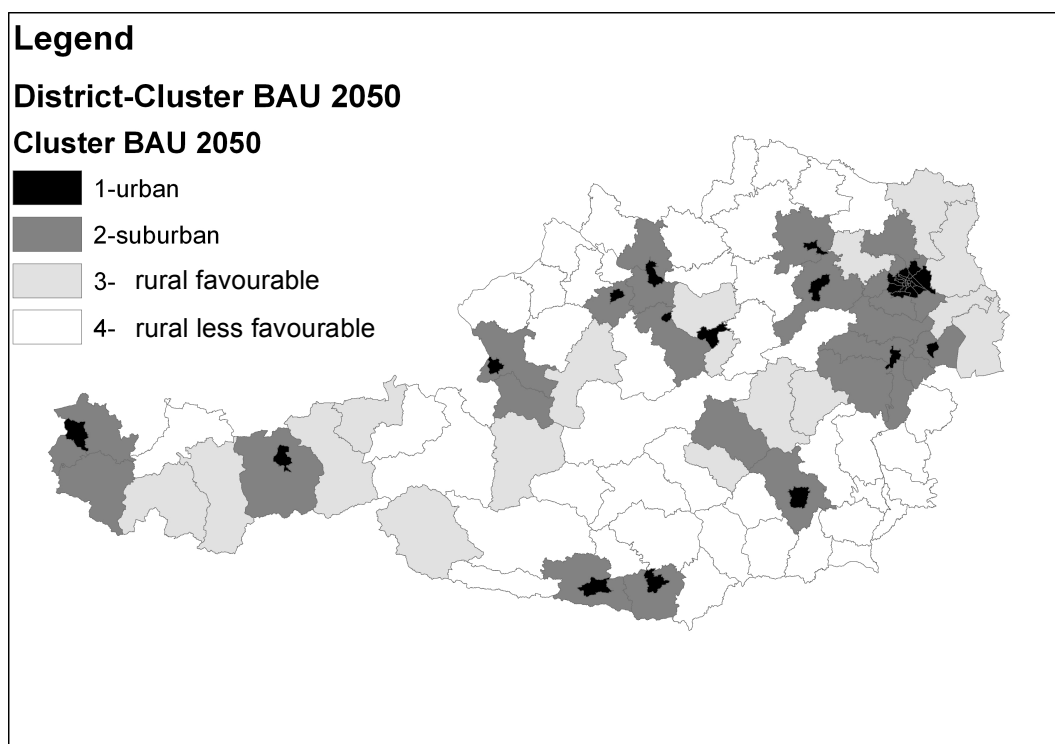 Legend
District-Cluster BAU 2050
Cluster BAU 2050
1-urban
2-suburban
3- rural favourable
4- rural less favourable